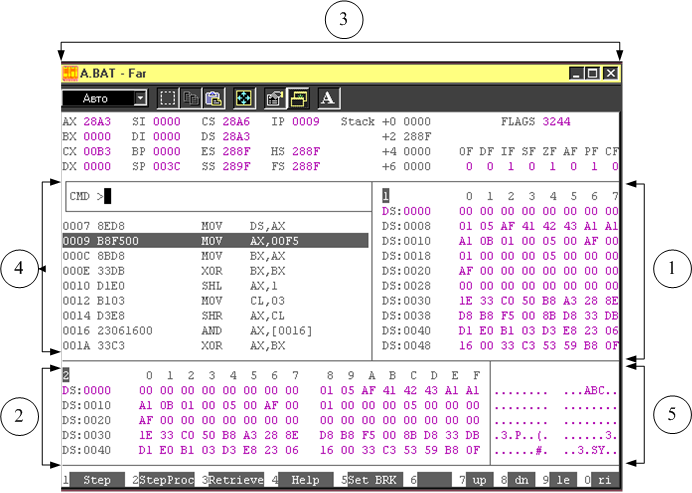 3
A.BAT - Far
Авто
A
AX 28A3 SI 0000 CS 28A6 IP 0009 Stack +0 0000 FLAGS 3244
BX 0000 DI 0000 DS 28A3 +2 288F
CX 00B3 BP 0000 ES 288F HS 288F +4 0000 OF DF IF SF ZF AF PF CF
DX 0000 SP 003C SS 289F FS 288F +6 0000 0 0 1 0 1 0 1 0
4
CMD >
0007 8ED8 MOV DS,AX
0009 B8F500 MOV AX,00F5
000C 8BD8 MOV BX,AX
000E 33DB XOR BX,BX
0010 D1E0 SHL AX,1
0012 B103 MOV CL,03
0014 D3E8 SHR AX,CL
0016 23061600 AND AX,[0016]
001A 33C3 XOR AX,BX
1 0 1 2 3 4 5 6 7
DS:0000 00 00 00 00 00 00 00 00
DS:0008 01 05 AF 41 42 43 A1 A1
DS:0010 A1 0B 01 00 05 00 AF 00
DS:0018 01 00 00 00 05 00 00 00
DS:0020 AF 00 00 00 00 00 00 00
DS:0028 00 00 00 00 00 00 00 00
DS:0030 1E 33 C0 50 B8 A3 28 8E
DS:0038 D8 B8 F5 00 8B D8 33 DB
DS:0040 D1 E0 B1 03 D3 E8 23 06
DS:0048 16 00 33 C3 53 59 B8 0F
1
2
2 0 1 2 3 4 5 6 7 8 9 A B C D E F
DS:0000 00 00 00 00 00 00 00 00 01 05 AF 41 42 43 A1 A1 ........ ...ABC..
DS:0010 A1 0B 01 00 05 00 AF 00 01 00 00 00 05 00 00 00 ........ ........
DS:0020 AF 00 00 00 00 00 00 00 00 00 00 00 00 00 00 00 ........ ........
DS:0030 1E 33 C0 50 B8 A3 28 8E D8 B8 F5 00 8B D8 33 DB .3.P..(. ......3.
DS:0040 D1 E0 B1 03 D3 E8 23 06 16 00 33 C3 53 59 B8 0F ......#. ..3.SY..
5
1 Step 2StepProc 3Retrieve 4 Help 5Set BRK 6 7 up 8 dn 9 le 0 ri